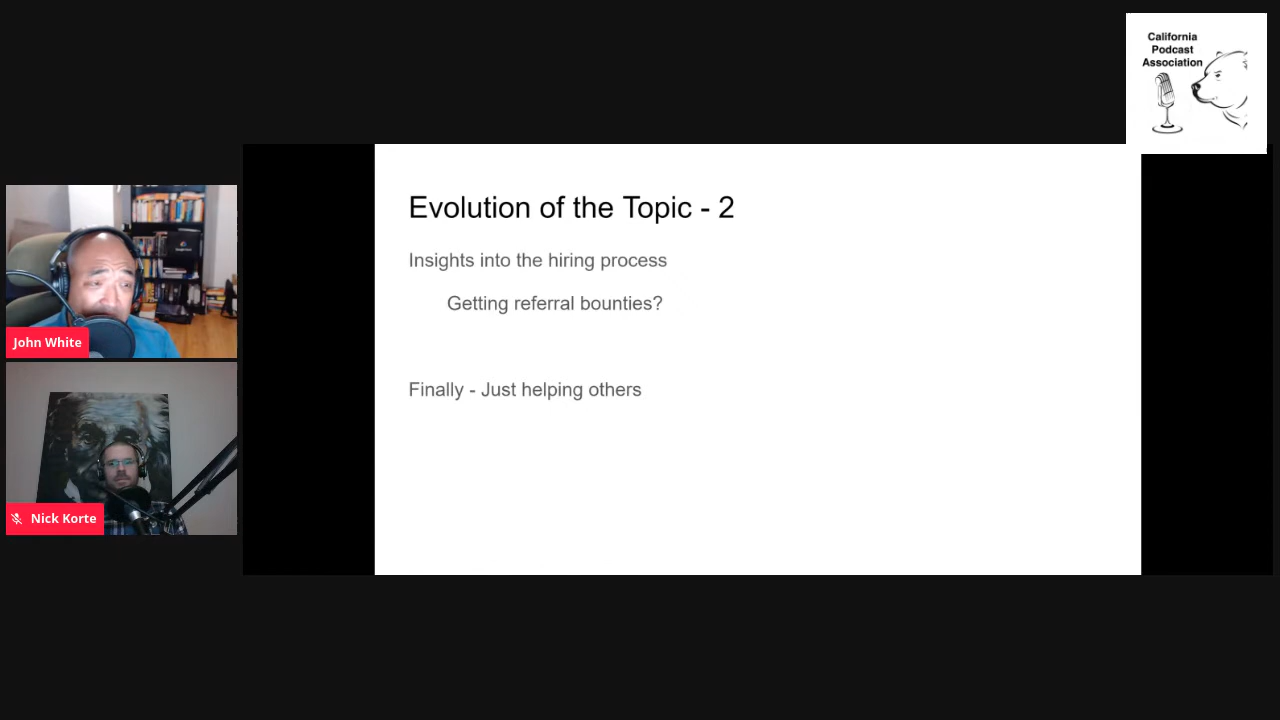 California
Podcast
Association
Evolution of the Topic - 2
Insights into the hiring process
Getting referral bounties?
Finally - Just helping others
John White
Nick Korte